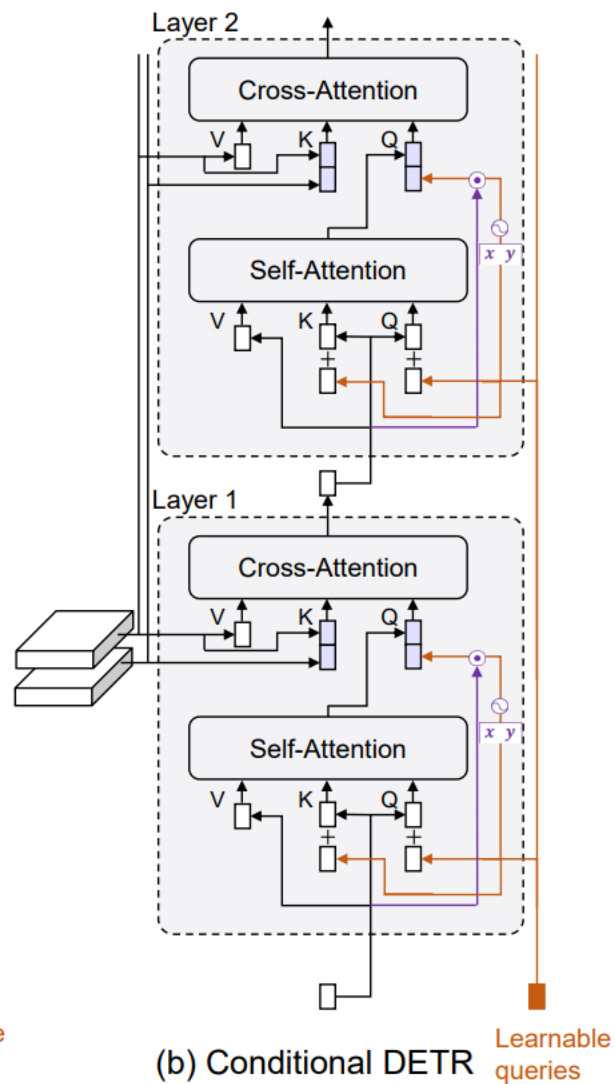 Layer 2
Cross-Attention
V K Q
x y
Self-Attention
V K Q
+ +
Layer 1
Cross-Attention
V K Q
x y
Self-Attention
V K Q
+ +
e
(b) Conditional DETR
Learnable
queries